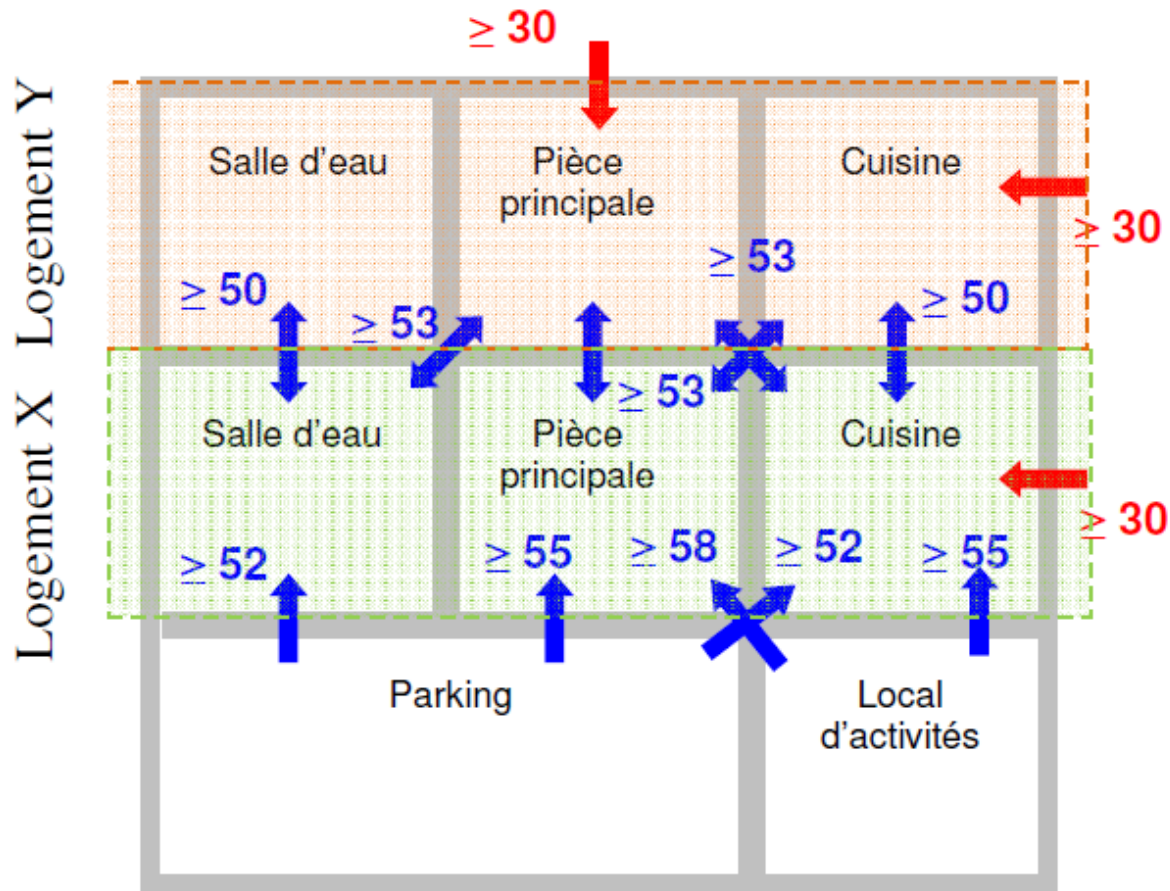 ≥ 30
Logement Y
Salle d'eau
Pièce
principale
Cuisine
≥ 30
≥ 53
≥ 50
≥ 53
≥ 50
≥ 53
Logement X
Salle d'eau
Pièce
principale
Cuisine
≥ 30
≥ 52
≥ 55
≥ 58
≥ 52
≥ 55
Parking
Local
d'activités